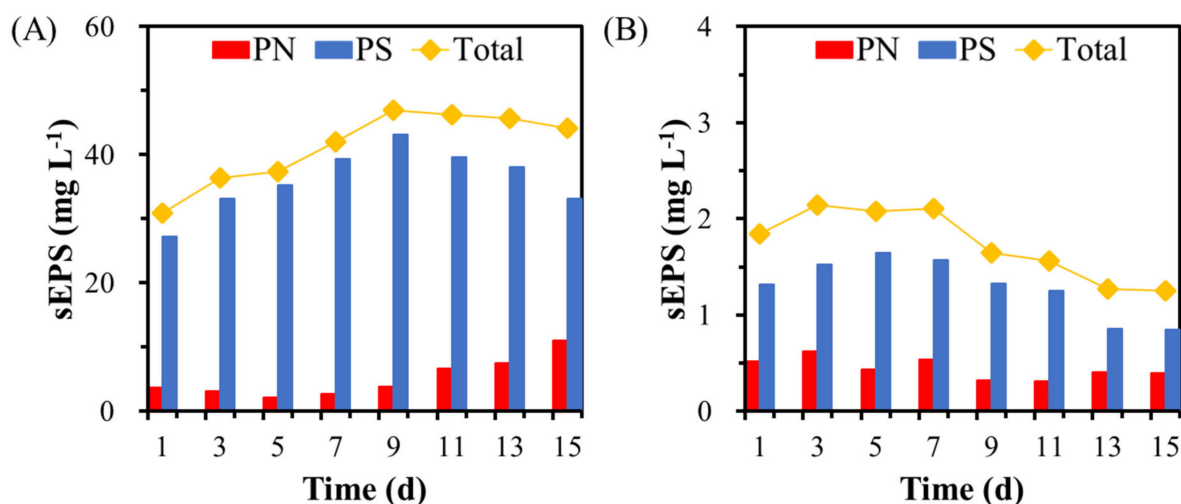 (A)
PN PS Total
sEPS (mg L⁻¹)
60
40
20
0
1 3 5 7 9 11 13 15
Time (d)
(B)
PN PS Total
sEPS (mg L⁻¹)
4
3
2
1
0
1 3 5 7 9 11 13 15
Time (d)